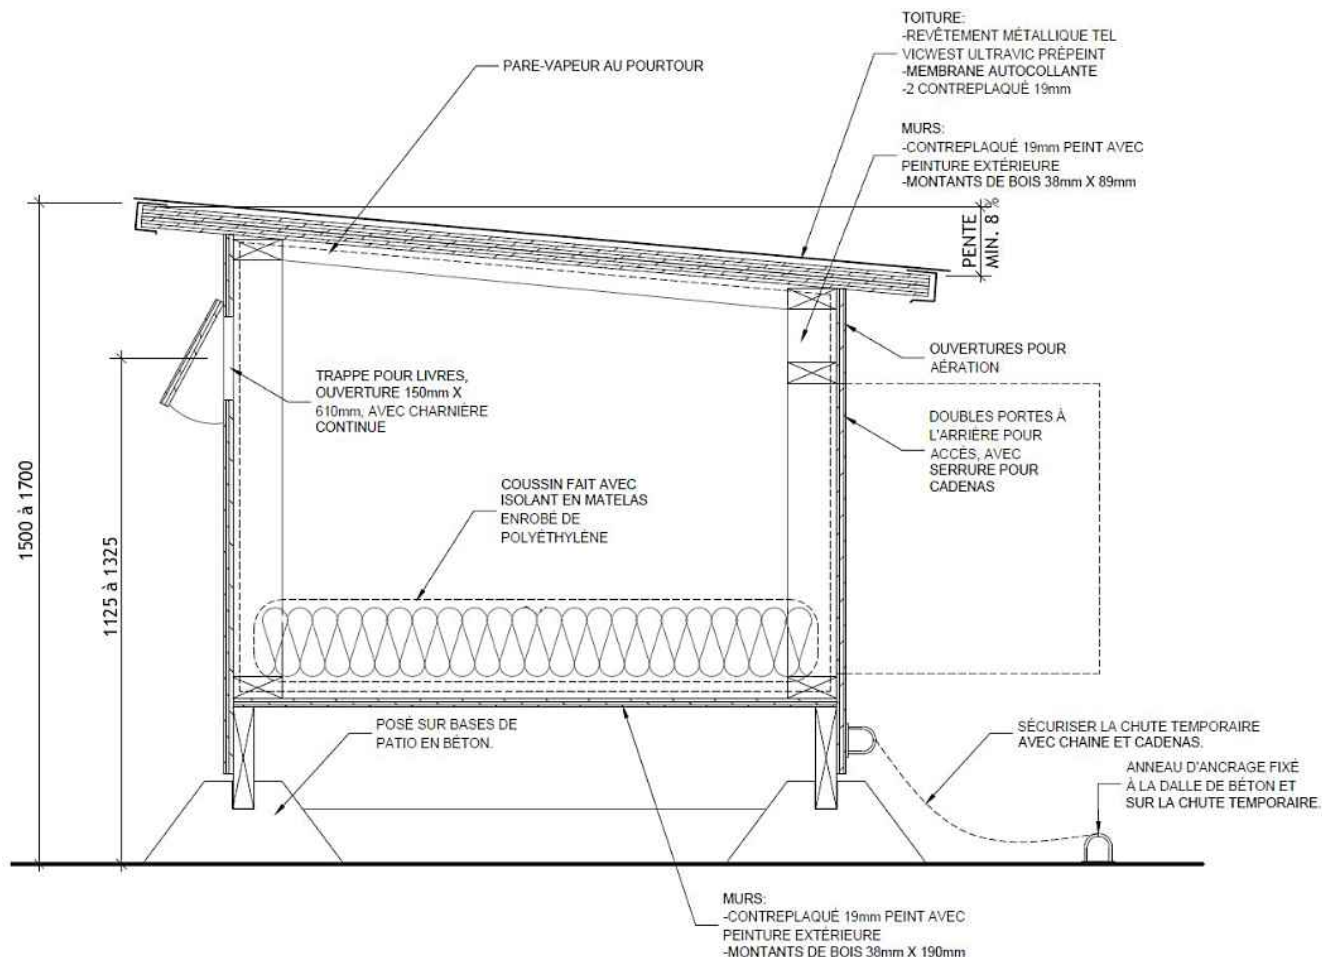 TOITURE:
-REVÊTEMENT MÉTALLIQUE TEL
VICWEST ULTRAVIC PRÉPEINT
-MEMBRANE AUTOCOLLANTE
-2 CONTREPLAQUÉ 19mm
PARE-VAPEUR AU POURTOUR
MURS:
-CONTREPLAQUÉ 19mm PEINT AVEC
PEINTURE EXTÉRIEURE
-MONTANTS DE BOIS 38mm X 89mm
PENTE
MIN. 8 %
OUVERTURES POUR
AÉRATION
TRAPPE POUR LIVRES,
OUVERTURE 150mm X
610mm, AVEC CHARNIÈRE
CONTINUE
DOUBLES PORTES À
L'ARRIÈRE POUR
ACCÈS, AVEC
SERRURE POUR
CADENAS
1500 à 1700
1125 à 1325
COUSSIN FAIT AVEC
ISOLANT EN MATELAS
ENROBÉ DE
POLYÉTHYLÈNE
POSÉ SUR BASES DE
PATIO EN BÉTON.
SÉCURISER LA CHUTE TEMPORAIRE
AVEC CHAINE ET CADENAS.
ANNEAU D'ANCRAGE FIXÉ
À LA DALLE DE BÉTON ET
SUR LA CHUTE TEMPORAIRE.
MURS:
-CONTREPLAQUÉ 19mm PEINT AVEC
PEINTURE EXTÉRIEURE
-MONTANTS DE BOIS 38mm X 190mm